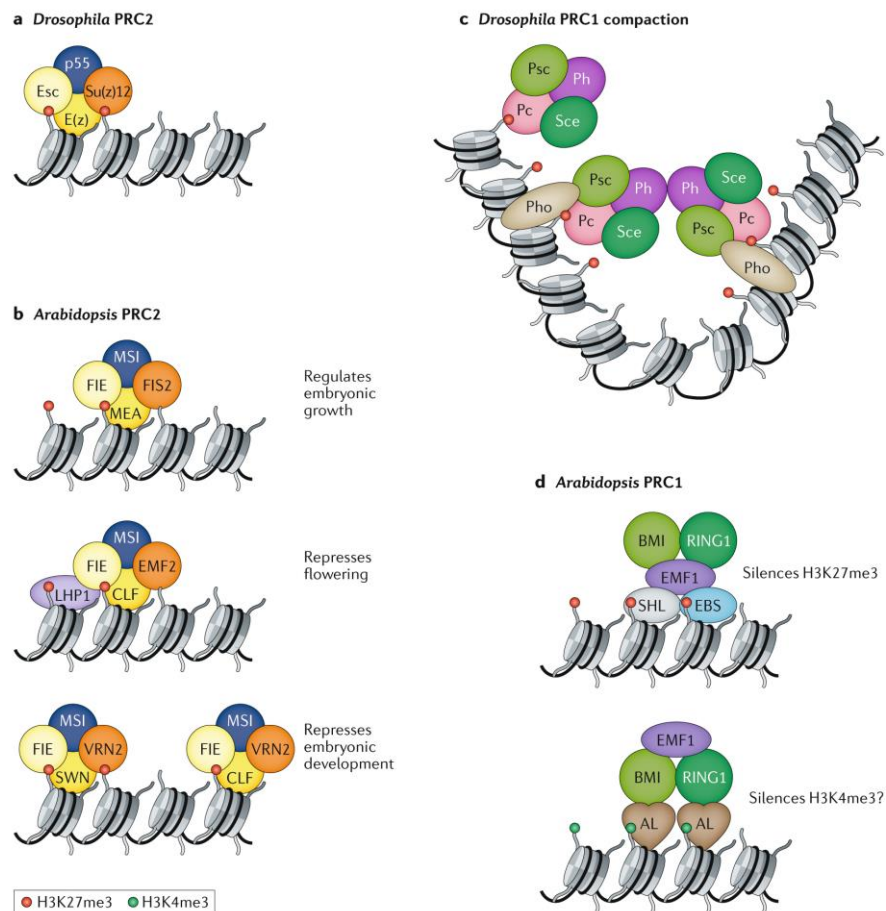 a Drosophila PRC2
p55
Esc
Su(z)12
E(z)
b Arabidopsis PRC2
MSI
FIE
FIS2
MEA
Regulates
embryonic
growth
MSI
FIE
EMF2
LHP1
CLF
Represses
flowering
MSI
FIE
VRN2
SWN
MSI
FIE
VRN2
CLF
Represses
embryonic
development
H3K27me3
H3K4me3
c Drosophila PRC1 compaction
Psc
Ph
Pc
Sce
Psc
Ph
Pho
Pc
Sce
Ph
Sce
Psc
Pc
Pho
d Arabidopsis PRC1
BMI
RING1
EMF1
SHL
EBS
Silences H3K27me3
EMF1
BMI
RING1
AL
AL
Silences H3K4me3?